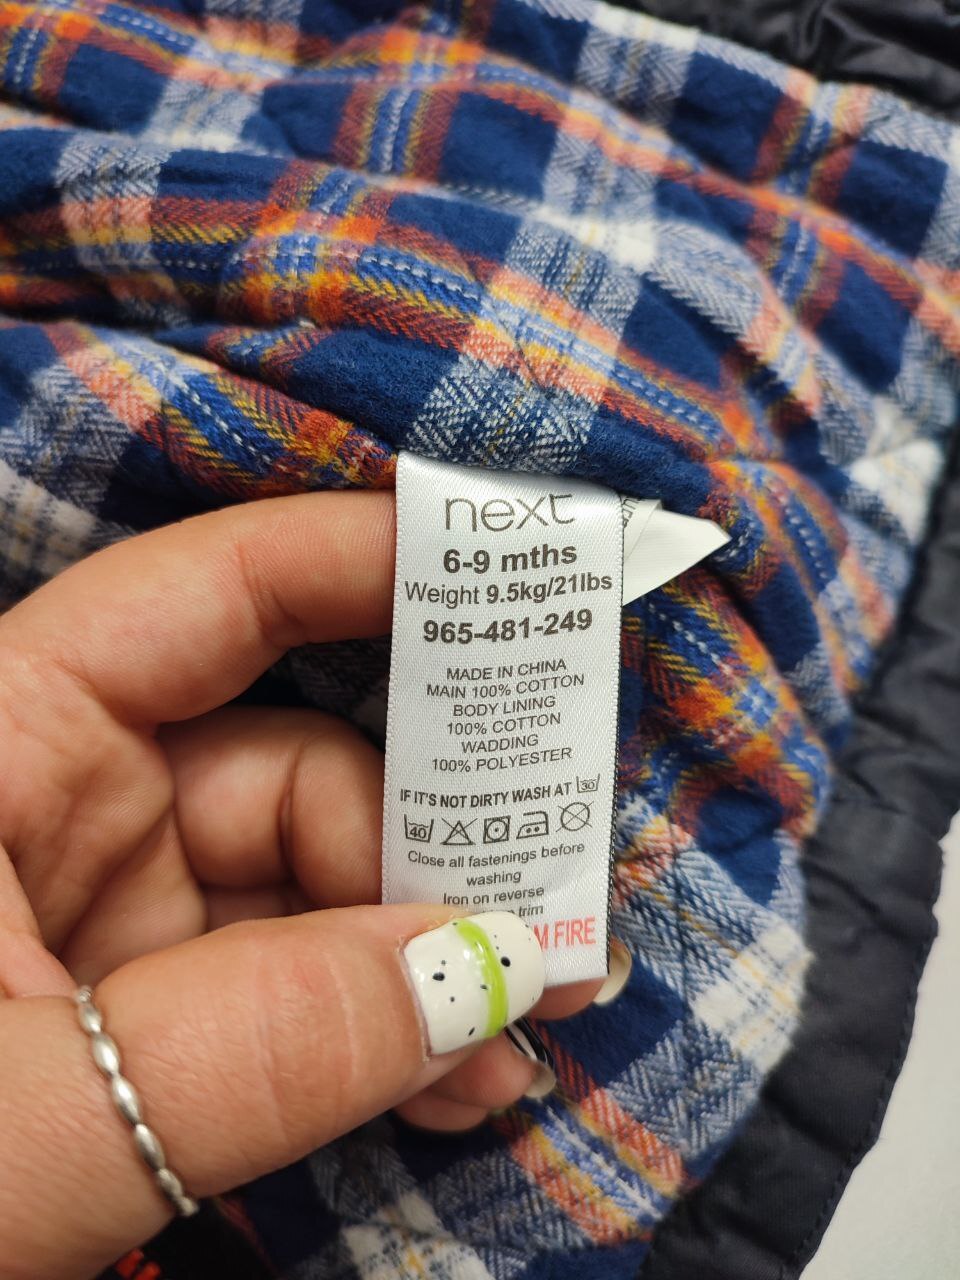 next
6-9 mths
Weight 9.5kg/21lbs
965-481-249
MADE IN CHINA
MAIN 100% COTTON
BODY LINING
100% COTTON
WADDING
100% POLYESTER
IF IT'S NOT DIRTY WASH AT 30
40
Close all fastenings before
washing
Iron on reverse
trim
FIRE